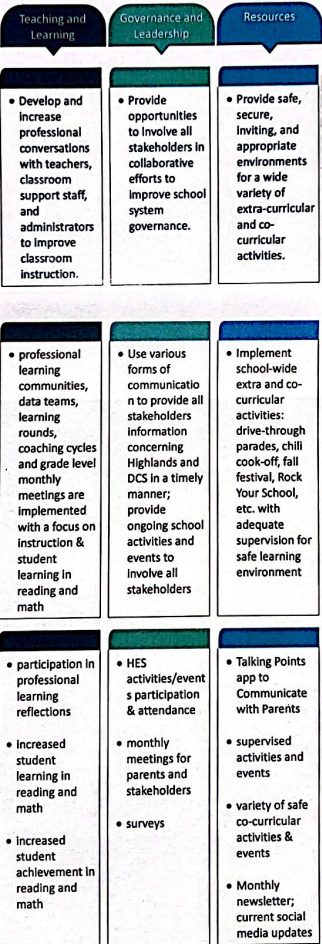 Teaching and
Learning
Governance and
Leadership
Resources
• Develop and
increase
professional
conversations
with teachers,
classroom
support staff,
and
administrators
to improve
classroom
instruction.
• Provide
opportunities
to involve all
stakeholders in
collaborative
efforts to
improve school
system
governance.
• Provide safe,
secure,
inviting, and
appropriate
environments
for a wide
variety of
extra-curricular
and co-
curricular
activities.
• professional
learning
communities,
data teams,
learning
rounds,
coaching cycles
and grade level
monthly
meetings are
implemented
with a focus on
instruction &
student
learning in
reading and
math
• Use various
forms of
communicatio
n to provide all
stakeholders
information
concerning
Highlands and
DCS in a timely
manner;
provide
ongoing school
activities and
events to
involve all
stakeholders
• Implement
school-wide
extra and co-
curricular
activities:
drive-through
parades, chili
cook-off, fall
festival, Rock
Your School,
etc. with
adequate
supervision for
safe learning
environment
• participation in
professional
learning
reflections
• increased
student
learning in
reading and
math
• increased
student
achievement in
reading and
math
• HES
activities/event
s participation
& attendance
• monthly
meetings for
parents and
stakeholders
• surveys
• Talking Points
app to
Communicate
with Parents
• supervised
activities and
events
• variety of safe
co-curricular
activities &
events
• Monthly
newsletter;
current social
media updates